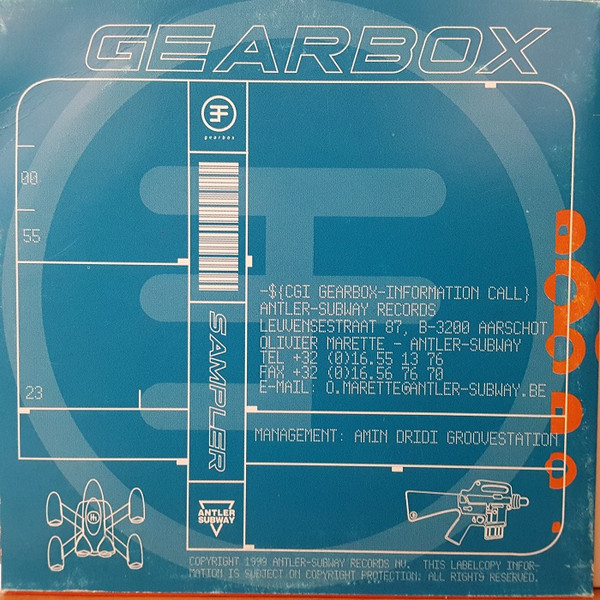 GEARBOX
gearbox
00
55
-${CGI GEARBOX-INFORMATION CALL}
ANTLER-SUBWAY RECORDS
LEUVENSESTRAAT 87, B-3200 AARSCHOT
OLIVIER MARETTE - ANTLER-SUBWAY
TEL +32 (0)16.55 13 76
FAX +32 (0)16.56 76 70
E-MAIL: O.MARETTE@ANTLER-SUBWAY.BE
23
SAMPLER
MANAGEMENT: AMIN DRIDI GROOVESTATION
ANTLER
SUBWAY
COPYRIGHT 1999 ANTLER-SUBWAY RECORDS NV. THIS LABELCOPY INFOR-
MATION IS SUBJECT ON COPYRIGHT PROTECTION. ALL RIGHTS RESERVED.